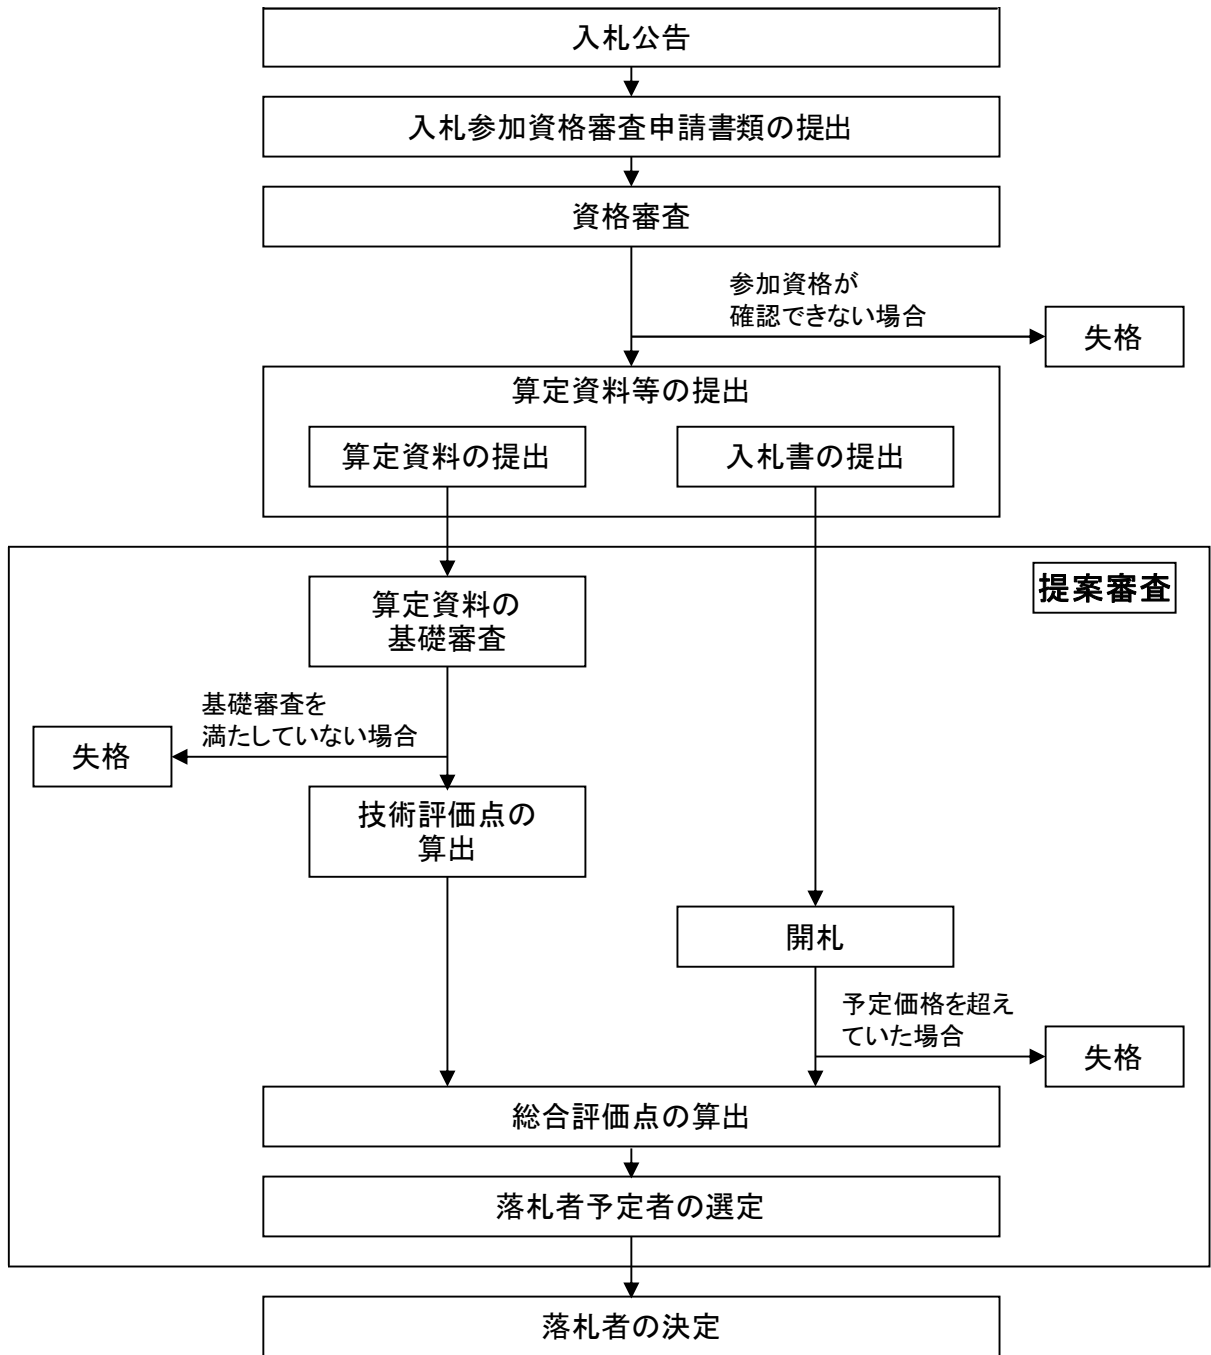 入札公告
入札参加資格審査申請書類の提出
資格審査
参加資格が
確認できない場合
失格
算定資料等の提出
算定資料の提出
入札書の提出
提案審査
算定資料の
基礎審査
基礎審査を
満たしていない場合
失格
技術評価点の
算出
開札
予定価格を超え
ていた場合
失格
総合評価点の算出
落札者予定者の選定
落札者の決定